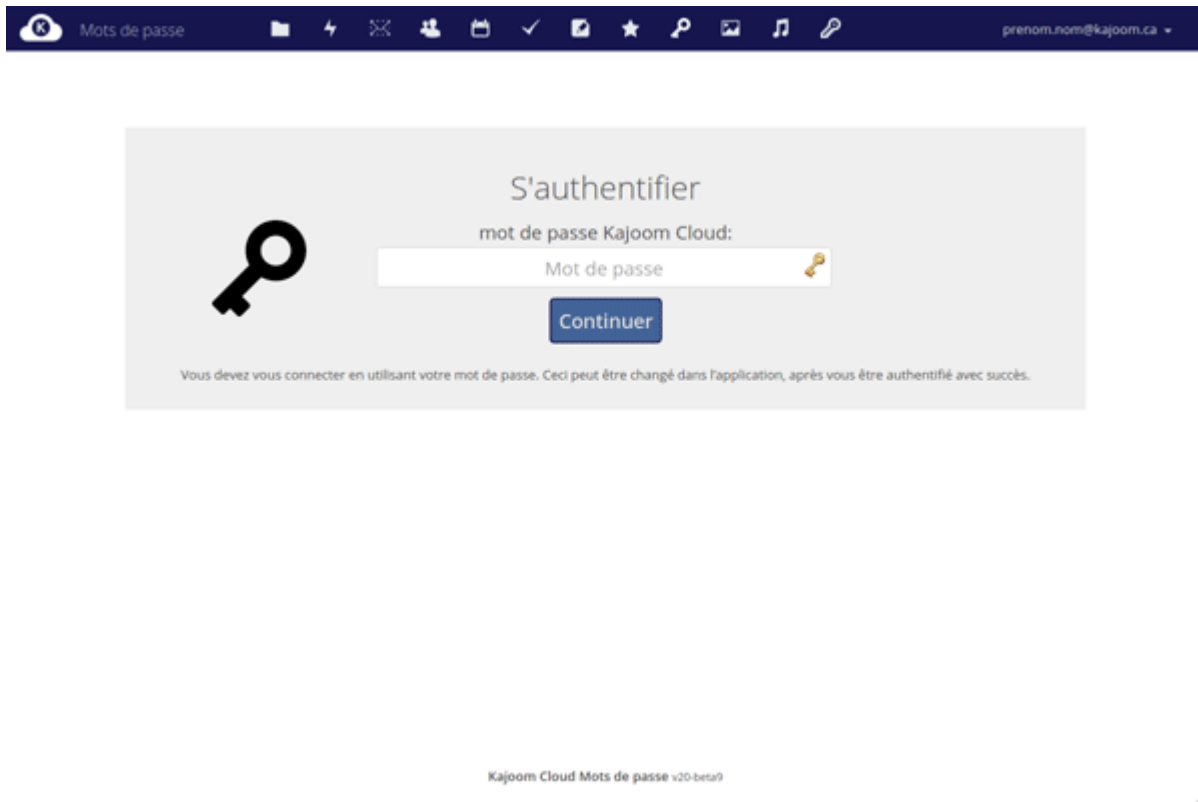 K Mots de passe prenom.nom@kajoom.ca
S'authentifier
mot de passe Kajoom Cloud:
Mot de passe
Continuer
Vous devez vous connecter en utilisant votre mot de passe. Ceci peut être changé dans l'application, après vous être authentifié avec succès.
Kajoom Cloud Mots de passe v20-beta9